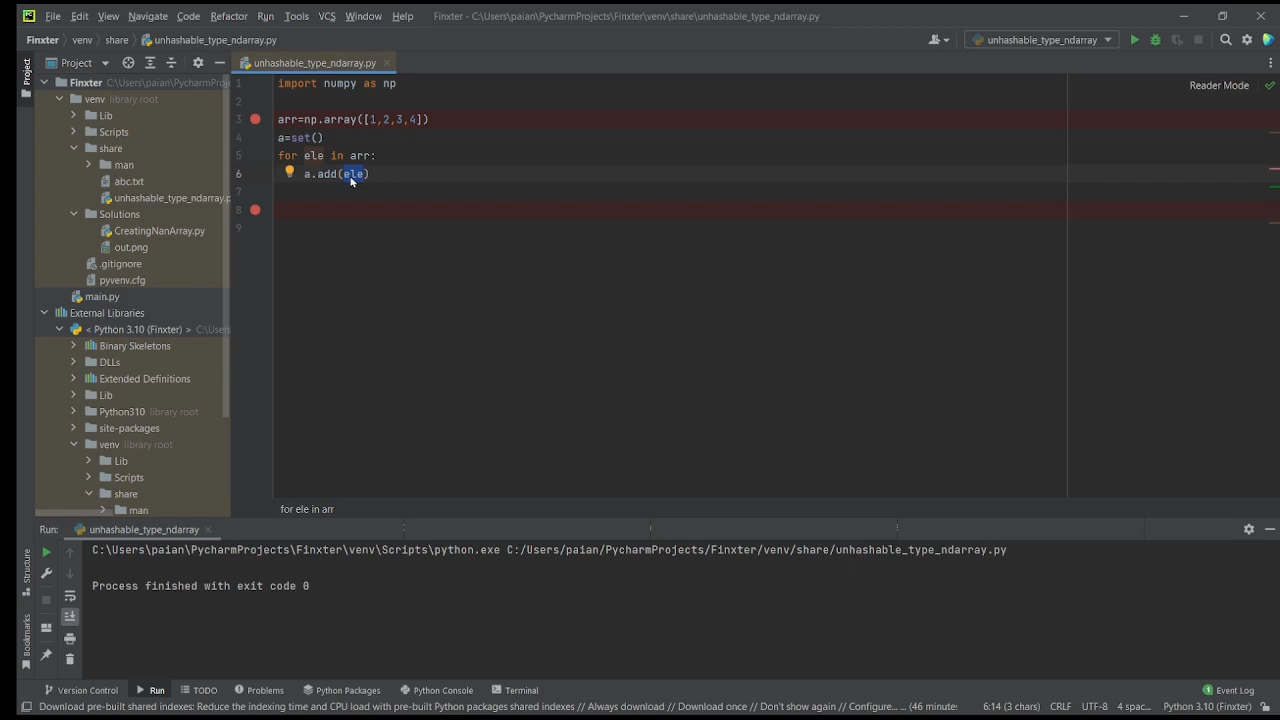 PC File Edit View Navigate Code Refactor Run Tools VCS Window Help Finxter - C:\Users\paian\PycharmProjects\Finxter\venv\share\unhashable_type_ndarray.py
Finxter venv share unhashable_type_ndarray.py unhashable_type_ndarray
Project Project unhashable_type_ndarray.py
Finxter C:\Users\paian\PycharmProj
venv library root
Lib
Scripts
share
man
abc.txt
unhashable_type_ndarray.p
Solutions
CreatingNanArray.py
out.png
.gitignore
pyvenv.cfg
main.py
External Libraries
< Python 3.10 (Finxter) > C:\Users
Binary Skeletons
DLLs
Extended Definitions
Lib
Python310 library root
site-packages
venv library root
Lib
Scripts
share
man
1 import numpy as np
2
3 arr=np.array([1,2,3,4])
4 a=set()
5 for ele in arr:
6 a.add(ele)
7
8
9
Reader Mode
for ele in arr
Run: unhashable_type_ndarray
C:\Users\paian\PycharmProjects\Finxter\venv\Scripts\python.exe C:/Users/paian/PycharmProjects/Finxter/venv/share/unhashable_type_ndarray.py
Process finished with exit code 0
Structure
Bookmarks
Version Control Run TODO Problems Python Packages Python Console Terminal Event Log
Download pre-built shared indexes: Reduce the indexing time and CPU load with pre-built Python packages shared indexes // Always download // Download once // Don't show again // Configure... (46 minute 6:14 (3 chars) CRLF UTF-8 4 spac... Python 3.10 (Finxter)